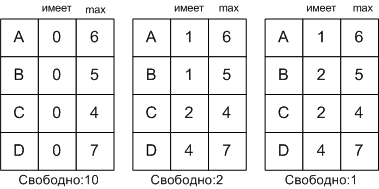 имеет max
A 0 6
B 0 5
C 0 4
D 0 7
Свободно:10
имеет max
A 1 6
B 1 5
C 2 4
D 4 7
Свободно:2
имеет max
A 1 6
B 2 5
C 2 4
D 4 7
Свободно:1